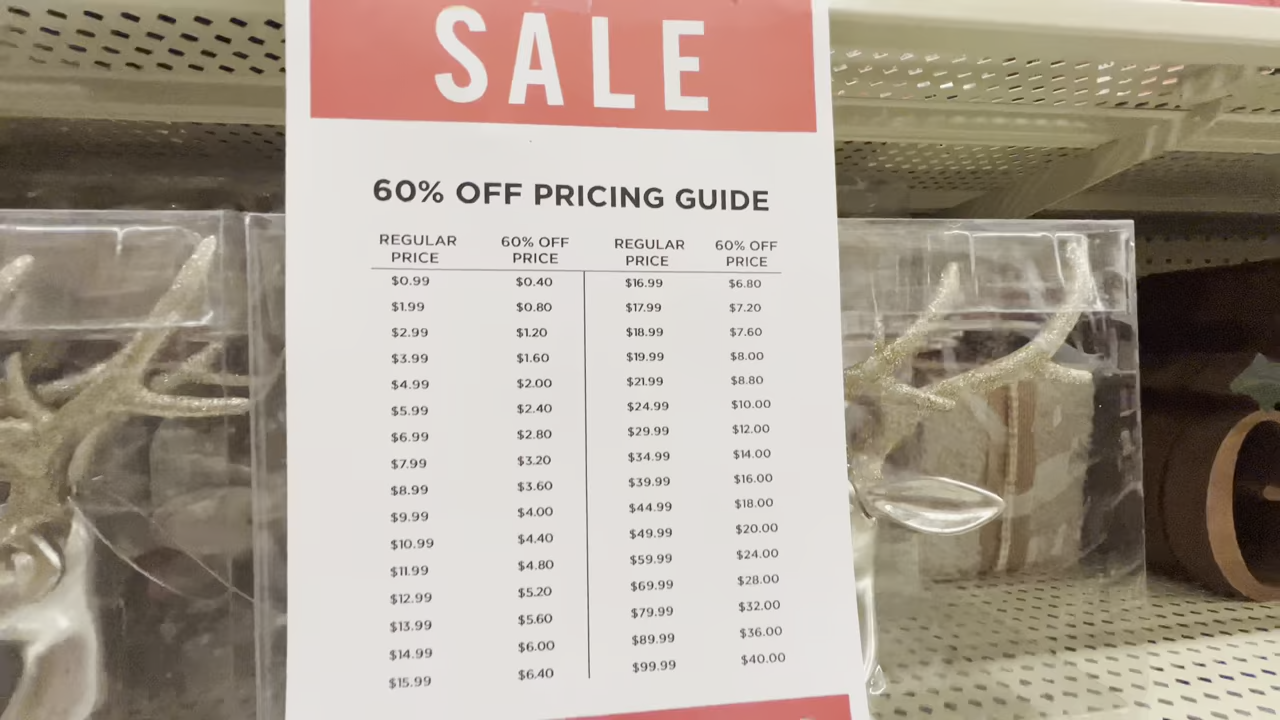 SALE
60% OFF PRICING GUIDE
REGULAR PRICE 60% OFF PRICE REGULAR PRICE 60% OFF PRICE
$0.99 $0.40 $16.99 $6.80
$1.99 $0.80 $17.99 $7.20
$2.99 $1.20 $18.99 $7.60
$3.99 $1.60 $19.99 $8.00
$4.99 $2.00 $21.99 $8.80
$5.99 $2.40 $24.99 $10.00
$6.99 $2.80 $29.99 $12.00
$7.99 $3.20 $34.99 $14.00
$8.99 $3.60 $39.99 $16.00
$9.99 $4.00 $44.99 $18.00
$10.99 $4.40 $49.99 $20.00
$11.99 $4.80 $59.99 $24.00
$12.99 $5.20 $69.99 $28.00
$13.99 $5.60 $79.99 $32.00
$14.99 $6.00 $89.99 $36.00
$15.99 $6.40 $99.99 $40.00